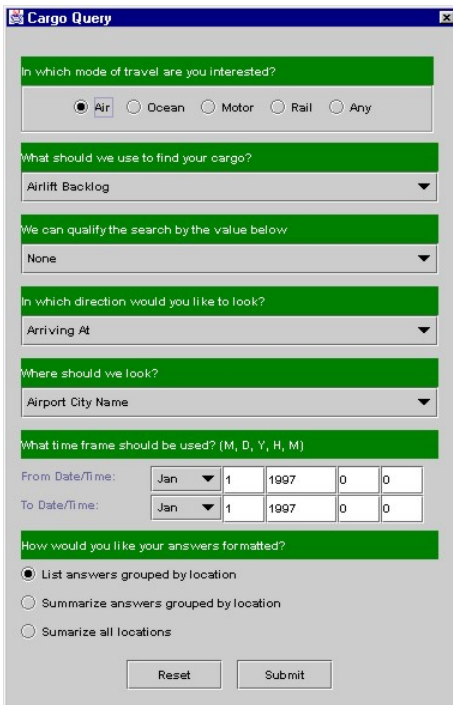 Cargo Query
In which mode of travel are you interested?
Air Ocean Motor Rail Any
What should we use to find your cargo?
Airlift Backlog
We can qualify the search by the value below
None
In which direction would you like to look?
Arriving At
Where should we look?
Airport City Name
What time frame should be used? (M, D, Y, H, M)
From Date/Time: Jan 1 1997 0 0
To Date/Time: Jan 1 1997 0 0
How would you like your answers formatted?
List answers grouped by location
Summarize answers grouped by location
Sumarize all locations
Reset Submit